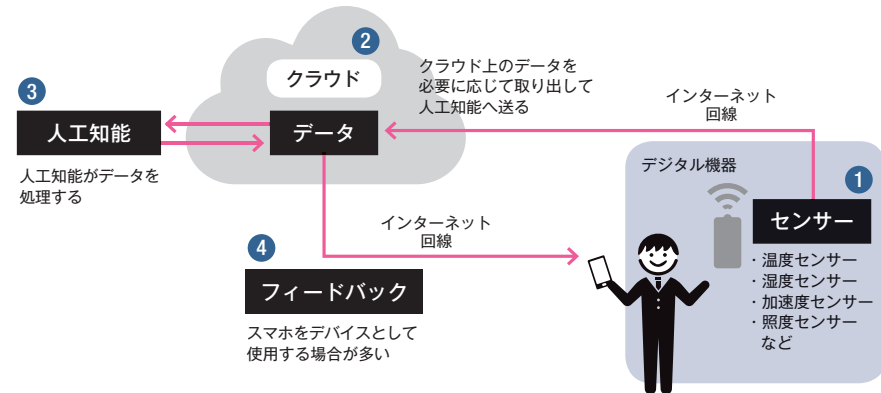 2
クラウド
クラウド上のデータを
必要に応じて取り出して
人工知能へ送る
3
人工知能
データ
人工知能がデータを
処理する
インターネット
回線
デジタル機器
1
センサー
・温度センサー
・湿度センサー
・加速度センサー
・照度センサー
など
インターネット
回線
4
フィードバック
スマホをデバイスとして
使用する場合が多い